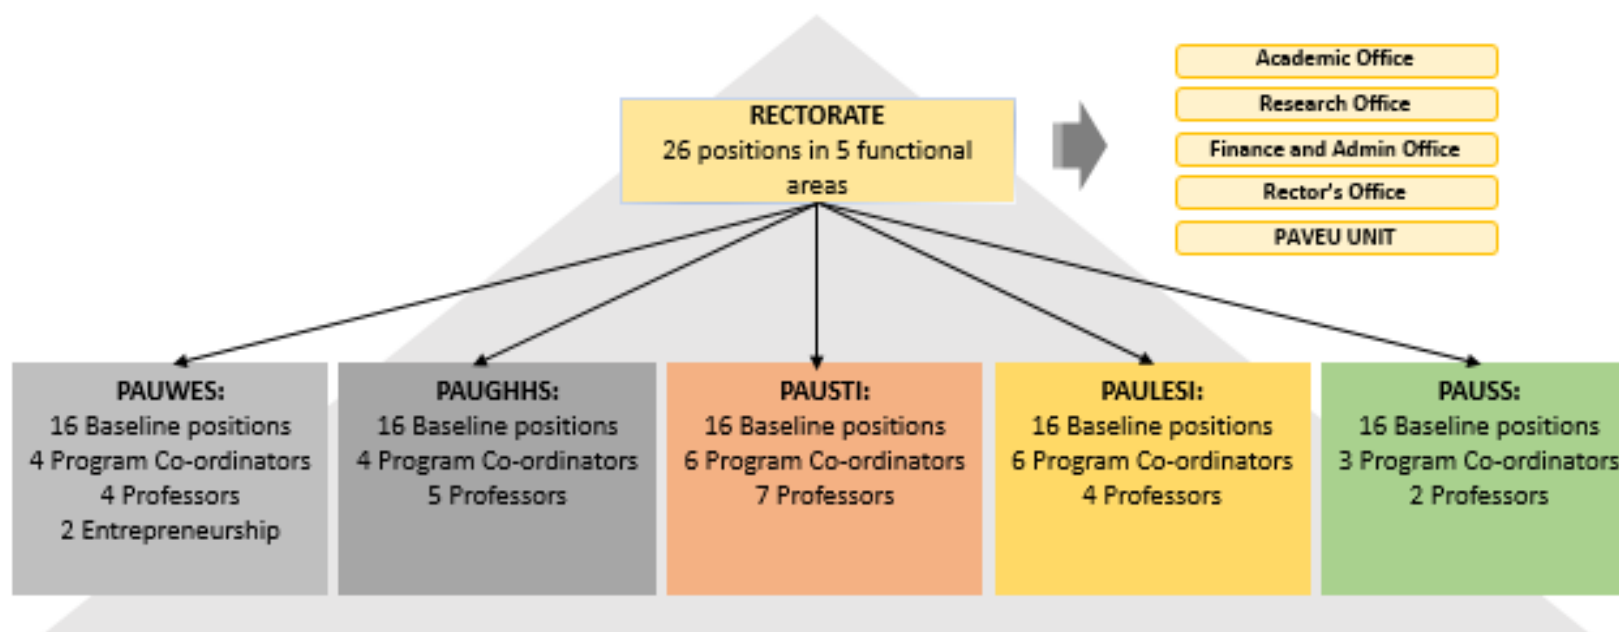 RECTORATE
26 positions in 5 functional
areas
Academic Office
Research Office
Finance and Admin Office
Rector's Office
PAVEU UNIT
PAUWES:
16 Baseline positions
4 Program Co-ordinators
4 Professors
2 Entrepreneurship
PAUGHHS:
16 Baseline positions
4 Program Co-ordinators
5 Professors
PAUSTI:
16 Baseline positions
6 Program Co-ordinators
7 Professors
PAULESI:
16 Baseline positions
6 Program Co-ordinators
4 Professors
PAUSS:
16 Baseline positions
3 Program Co-ordinators
2 Professors